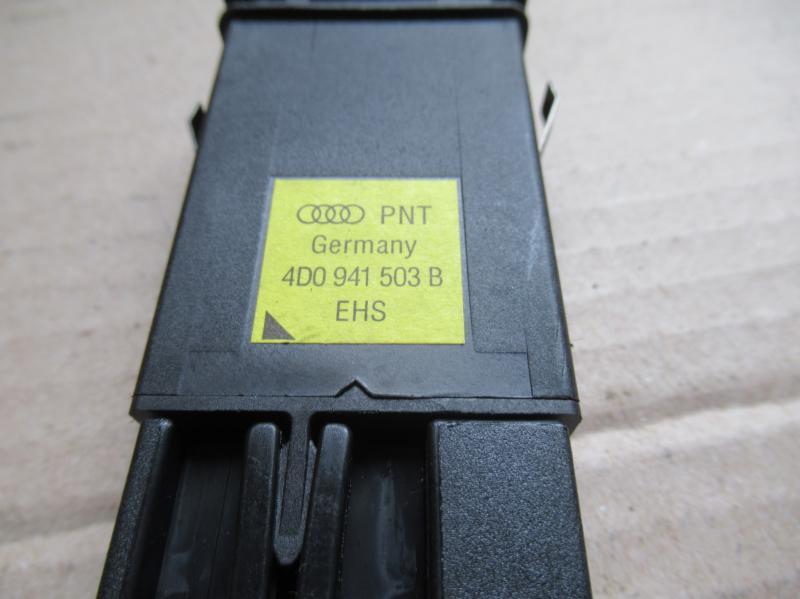 PNT
Germany
4D0 941 503 B
EHS